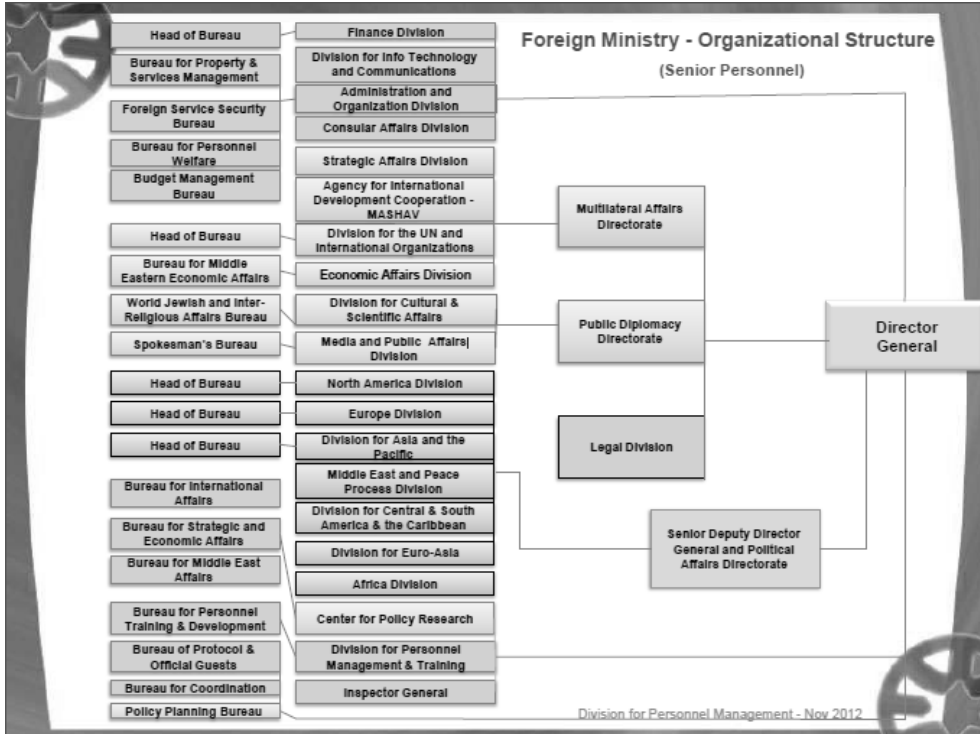 Foreign Ministry - Organizational Structure
(Senior Personnel)
Head of Bureau
Bureau for Property &
Services Management
Foreign Service Security
Bureau
Bureau for Personnel
Welfare
Budget Management
Bureau
Head of Bureau
Bureau for Middle
Eastern Economic Affairs
World Jewish and Inter-
Religious Affairs Bureau
Spokesman's Bureau
Head of Bureau
Head of Bureau
Head of Bureau
Bureau for International
Affairs
Bureau for Strategic and
Economic Affairs
Bureau for Middle East
Affairs
Bureau for Personnel
Training & Development
Bureau of Protocol &
Official Guests
Bureau for Coordination
Policy Planning Bureau
Finance Division
Division for Info Technology
and Communications
Administration and
Organization Division
Consular Affairs Division
Strategic Affairs Division
Agency for International
Development Cooperation -
MASHAV
Division for the UN and
International Organizations
Economic Affairs Division
Division for Cultural &
Scientific Affairs
Media and Public Affairs|
Division
North America Division
Europe Division
Division for Asia and the
Pacific
Middle East and Peace
Process Division
Division for Central & South
America & the Caribbean
Division for Euro-Asia
Africa Division
Center for Policy Research
Division for Personnel
Management & Training
Inspector General
Multilateral Affairs
Directorate
Public Diplomacy
Directorate
Legal Division
Senior Deputy Director
General and Political
Affairs Directorate
Director
General
Division for Personnel Management - Nov 2012